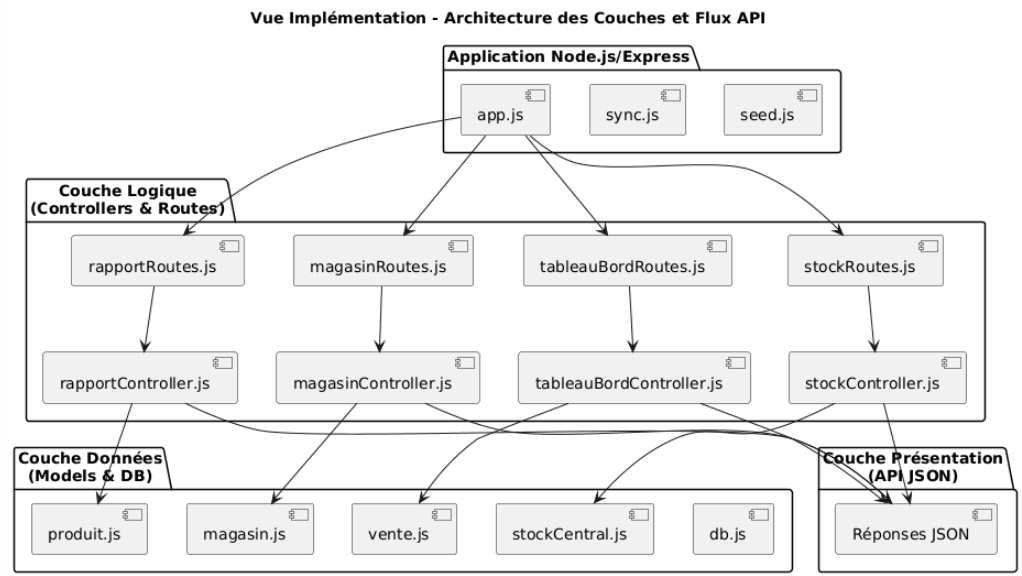 Vue Implémentation - Architecture des Couches et Flux API
Application Node.js/Express
app.js
sync.js
seed.js
Couche Logique
(Controllers & Routes)
rapportRoutes.js
magasinRoutes.js
tableauBordRoutes.js
stockRoutes.js
rapportController.js
magasinController.js
tableauBordController.js
stockController.js
Couche Données
(Models & DB)
produit.js
magasin.js
vente.js
stockCentral.js
db.js
Couche Présentation
(API JSON)
Réponses JSON